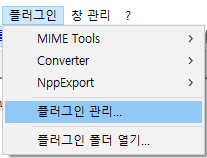 플러그인 창 관리 ?
MIME Tools >
Converter >
NppExport >
플러그인 관리...
플러그인 폴더 열기...